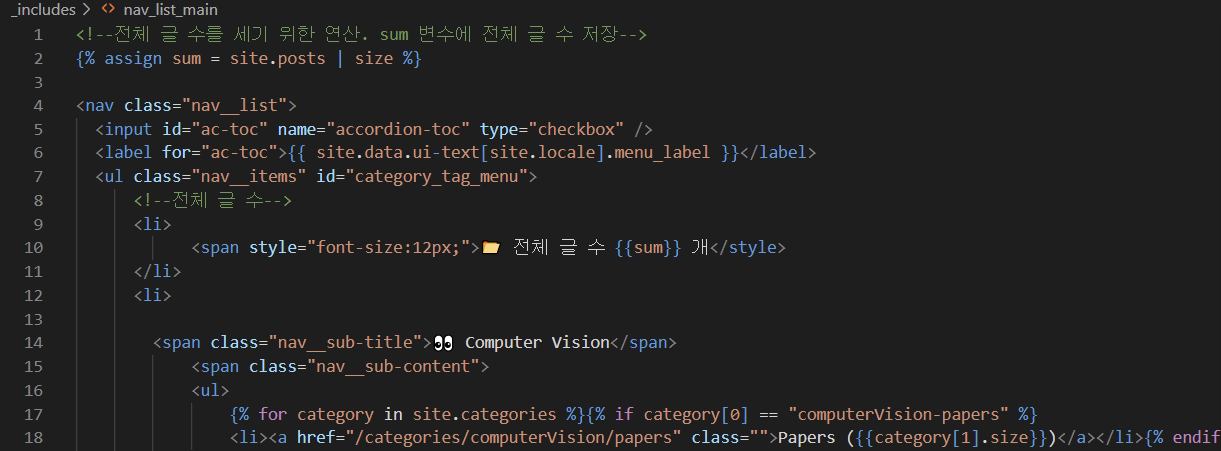 _includes > <> nav_list_main
1 <!--전체 글 수를 세기 위한 연산. sum 변수에 전체 글 수 저장-->
2 {% assign sum = site.posts | size %}
3
4 <nav class="nav__list">
5 <input id="ac-toc" name="accordion-toc" type="checkbox" />
6 <label for="ac-toc">{{ site.data.ui-text[site.locale].menu_label }}</label>
7 <ul class="nav__items" id="category_tag_menu">
8 <!--전체 글 수-->
9 <li>
10 <span style="font-size:12px;">📂 전체 글 수 {{sum}} 개</style>
11 </li>
12 <li>
13
14 <span class="nav__sub-title">👀 Computer Vision</span>
15 <span class="nav__sub-content">
16 <ul>
17 {% for category in site.categories %}{% if category[0] == "computerVision-papers" %}
18 <li><a href="/categories/computerVision/papers" class="">Papers ({{category[1].size}})</a></li>{% endif